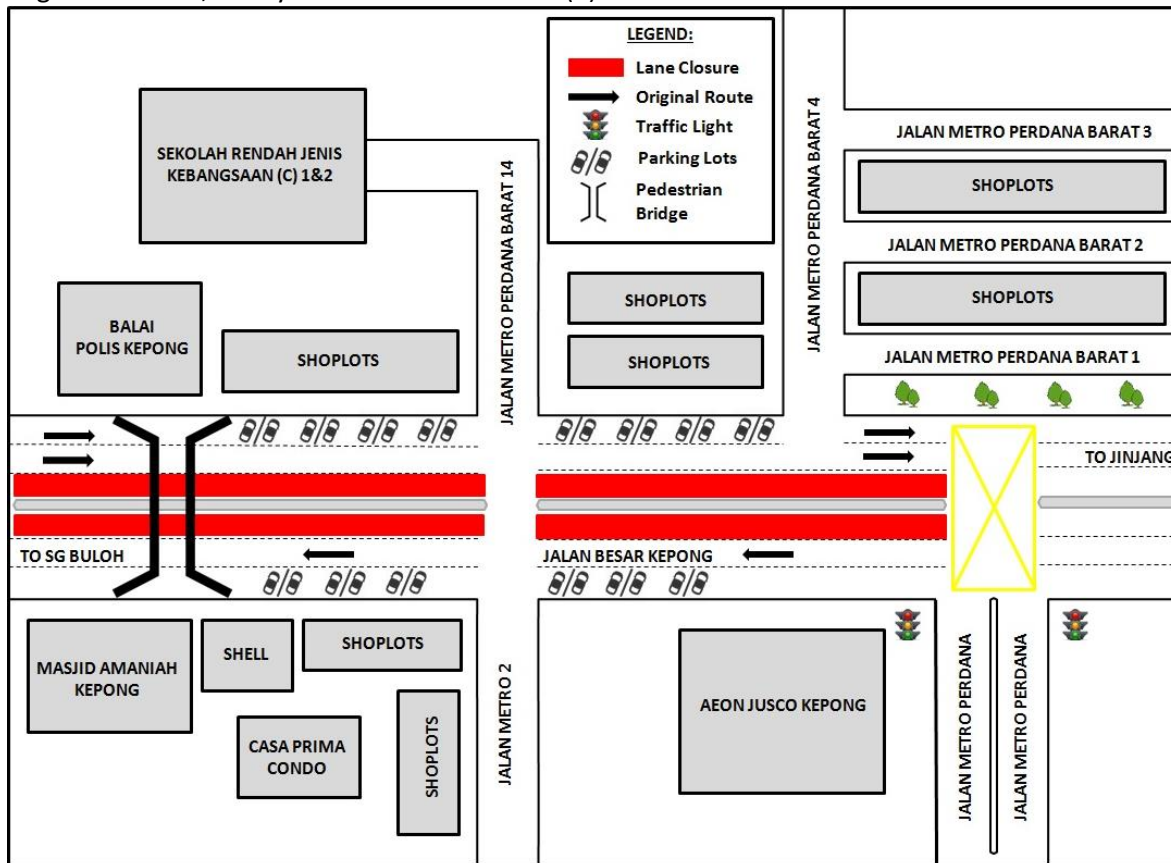 LEGEND:
Lane Closure
Original Route
Traffic Light
Parking Lots
Pedestrian
Bridge
SEKOLAH RENDAH JENIS
KEBANGSAAN (C) 1&2
JALAN METRO PERDANA BARAT 14
JALAN METRO PERDANA BARAT 4
JALAN METRO PERDANA BARAT 3
SHOPLOTS
JALAN METRO PERDANA BARAT 2
SHOPLOTS
JALAN METRO PERDANA BARAT 1
BALAI
POLIS KEPONG
SHOPLOTS
SHOPLOTS
SHOPLOTS
TO JINJANG
TO SG BULOH
JALAN BESAR KEPONG
MASJID AMANIAH
KEPONG
SHELL
SHOPLOTS
CASA PRIMA
CONDO
SHOPLOTS
JALAN METRO 2
AEON JUSCO KEPONG
JALAN METRO PERDANA
JALAN METRO PERDANA